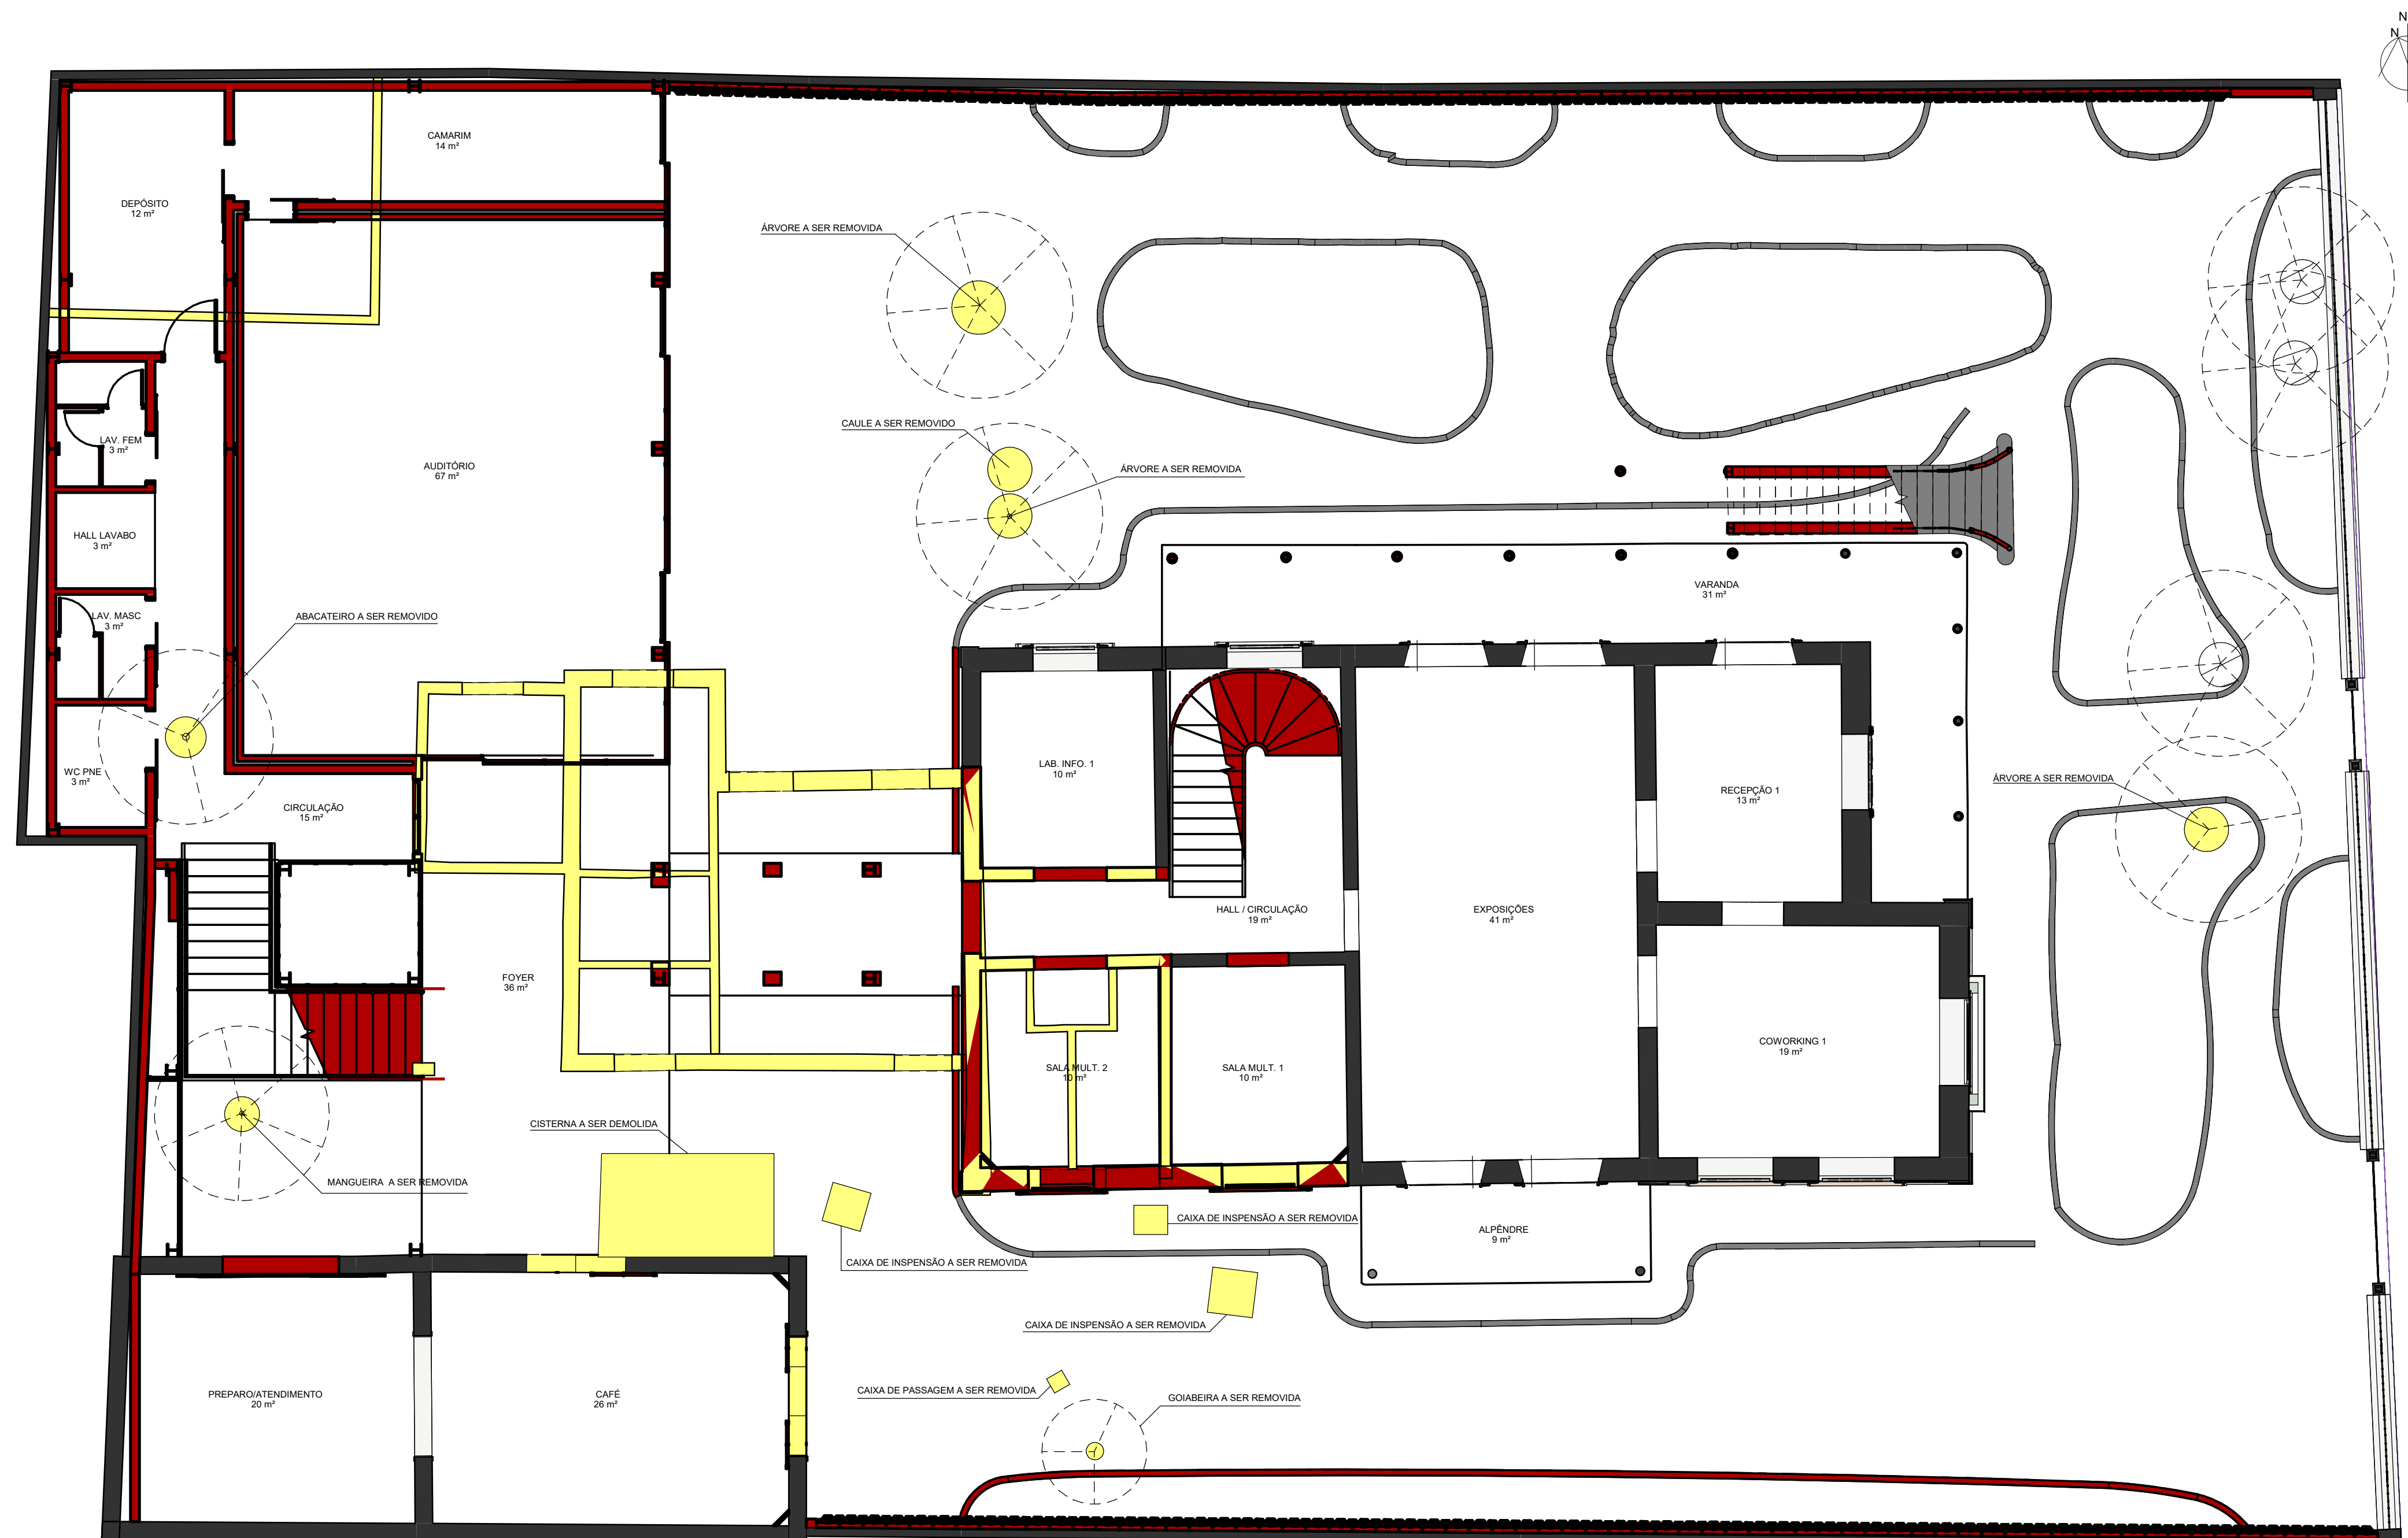 N
N
CAMARIM
14 m²
DEPÓSITO
12 m²
ÁRVORE A SER REMOVIDA
CAULE A SER REMOVIDO
LAV. FEM
3 m²
AUDITÓRIO
67 m²
ÁRVORE A SER REMOVIDA
HALL LAVABO
3 m²
VARANDA
31 m²
LAV. MASC
3 m²
ABACATEIRO A SER REMOVIDO
WC PNE
3 m²
LAB. INFO. 1
10 m²
ÁRVORE A SER REMOVIDA
RECEPÇÃO 1
13 m²
CIRCULAÇÃO
15 m²
HALL / CIRCULAÇÃO
19 m²
EXPOSIÇÕES
41 m²
FOYER
36 m²
COWORKING 1
19 m²
SALA MULT. 2
10 m²
SALA MULT. 1
10 m²
CISTERNA A SER DEMOLIDA
MANGUEIRA  A SER REMOVIDA
CAIXA DE INSPENSÃO A SER REMOVIDA
ALPÊNDRE
9 m²
CAIXA DE INSPENSÃO A SER REMOVIDA
CAIXA DE INSPENSÃO A SER REMOVIDA
CAIXA DE PASSAGEM A SER REMOVIDA
GOIABEIRA A SER REMOVIDA
PREPARO/ATENDIMENTO
20 m²
CAFÉ
26 m²